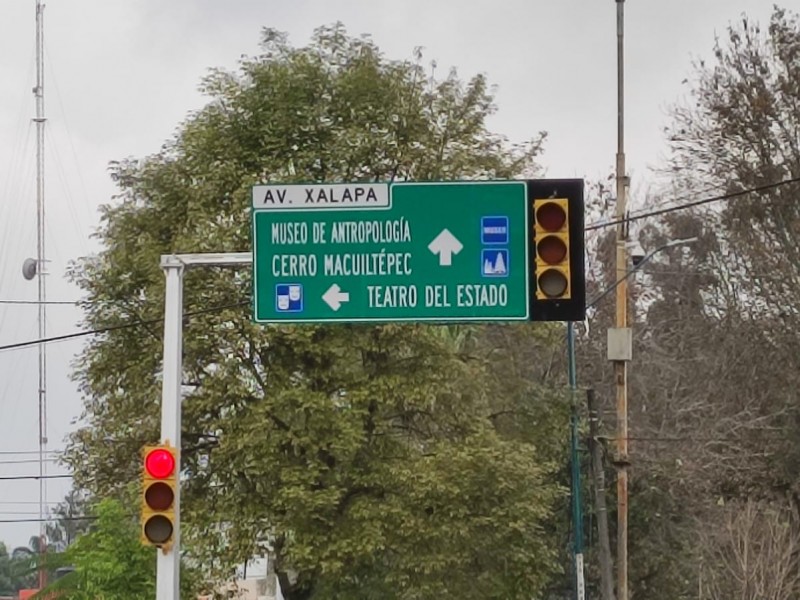 AV. XALAPA
MUSEO DE ANTROPOLOGÍA
CERRO MACUILTÉPEC
TEATRO DEL ESTADO